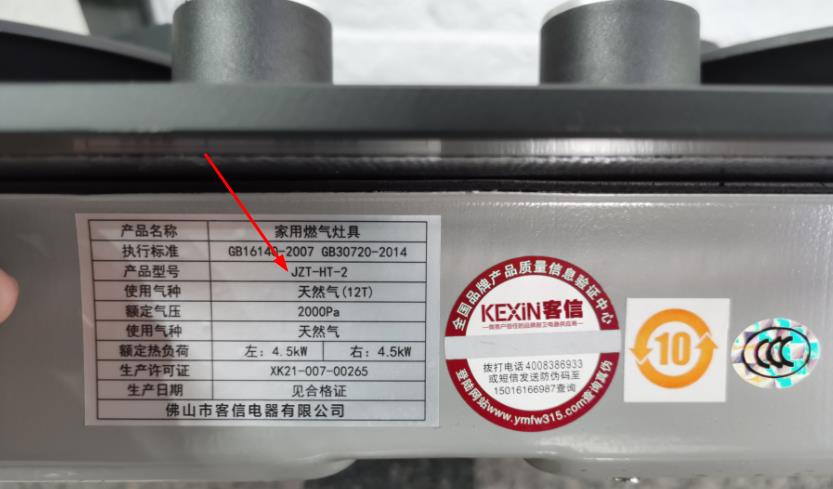 产品名称 家用燃气灶具
执行标准 GB16140-2007 GB30720-2014
产品型号 JZT-HT-2
使用气种 天然气(12T)
额定气压 2000Pa
使用气种 天然气
额定热负荷 左: 4.5kW 右: 4.5kW
生产许可证 XK21-007-00265
生产日期 见合格证
佛山市客信电器有限公司
全国品牌产品质量信息验证中心
KEXiN客信
拨打电话4008386933
或短信发送防伪码至
15016166987查询
登陆网站www.ymfw315.com查询真伪
10
CCC